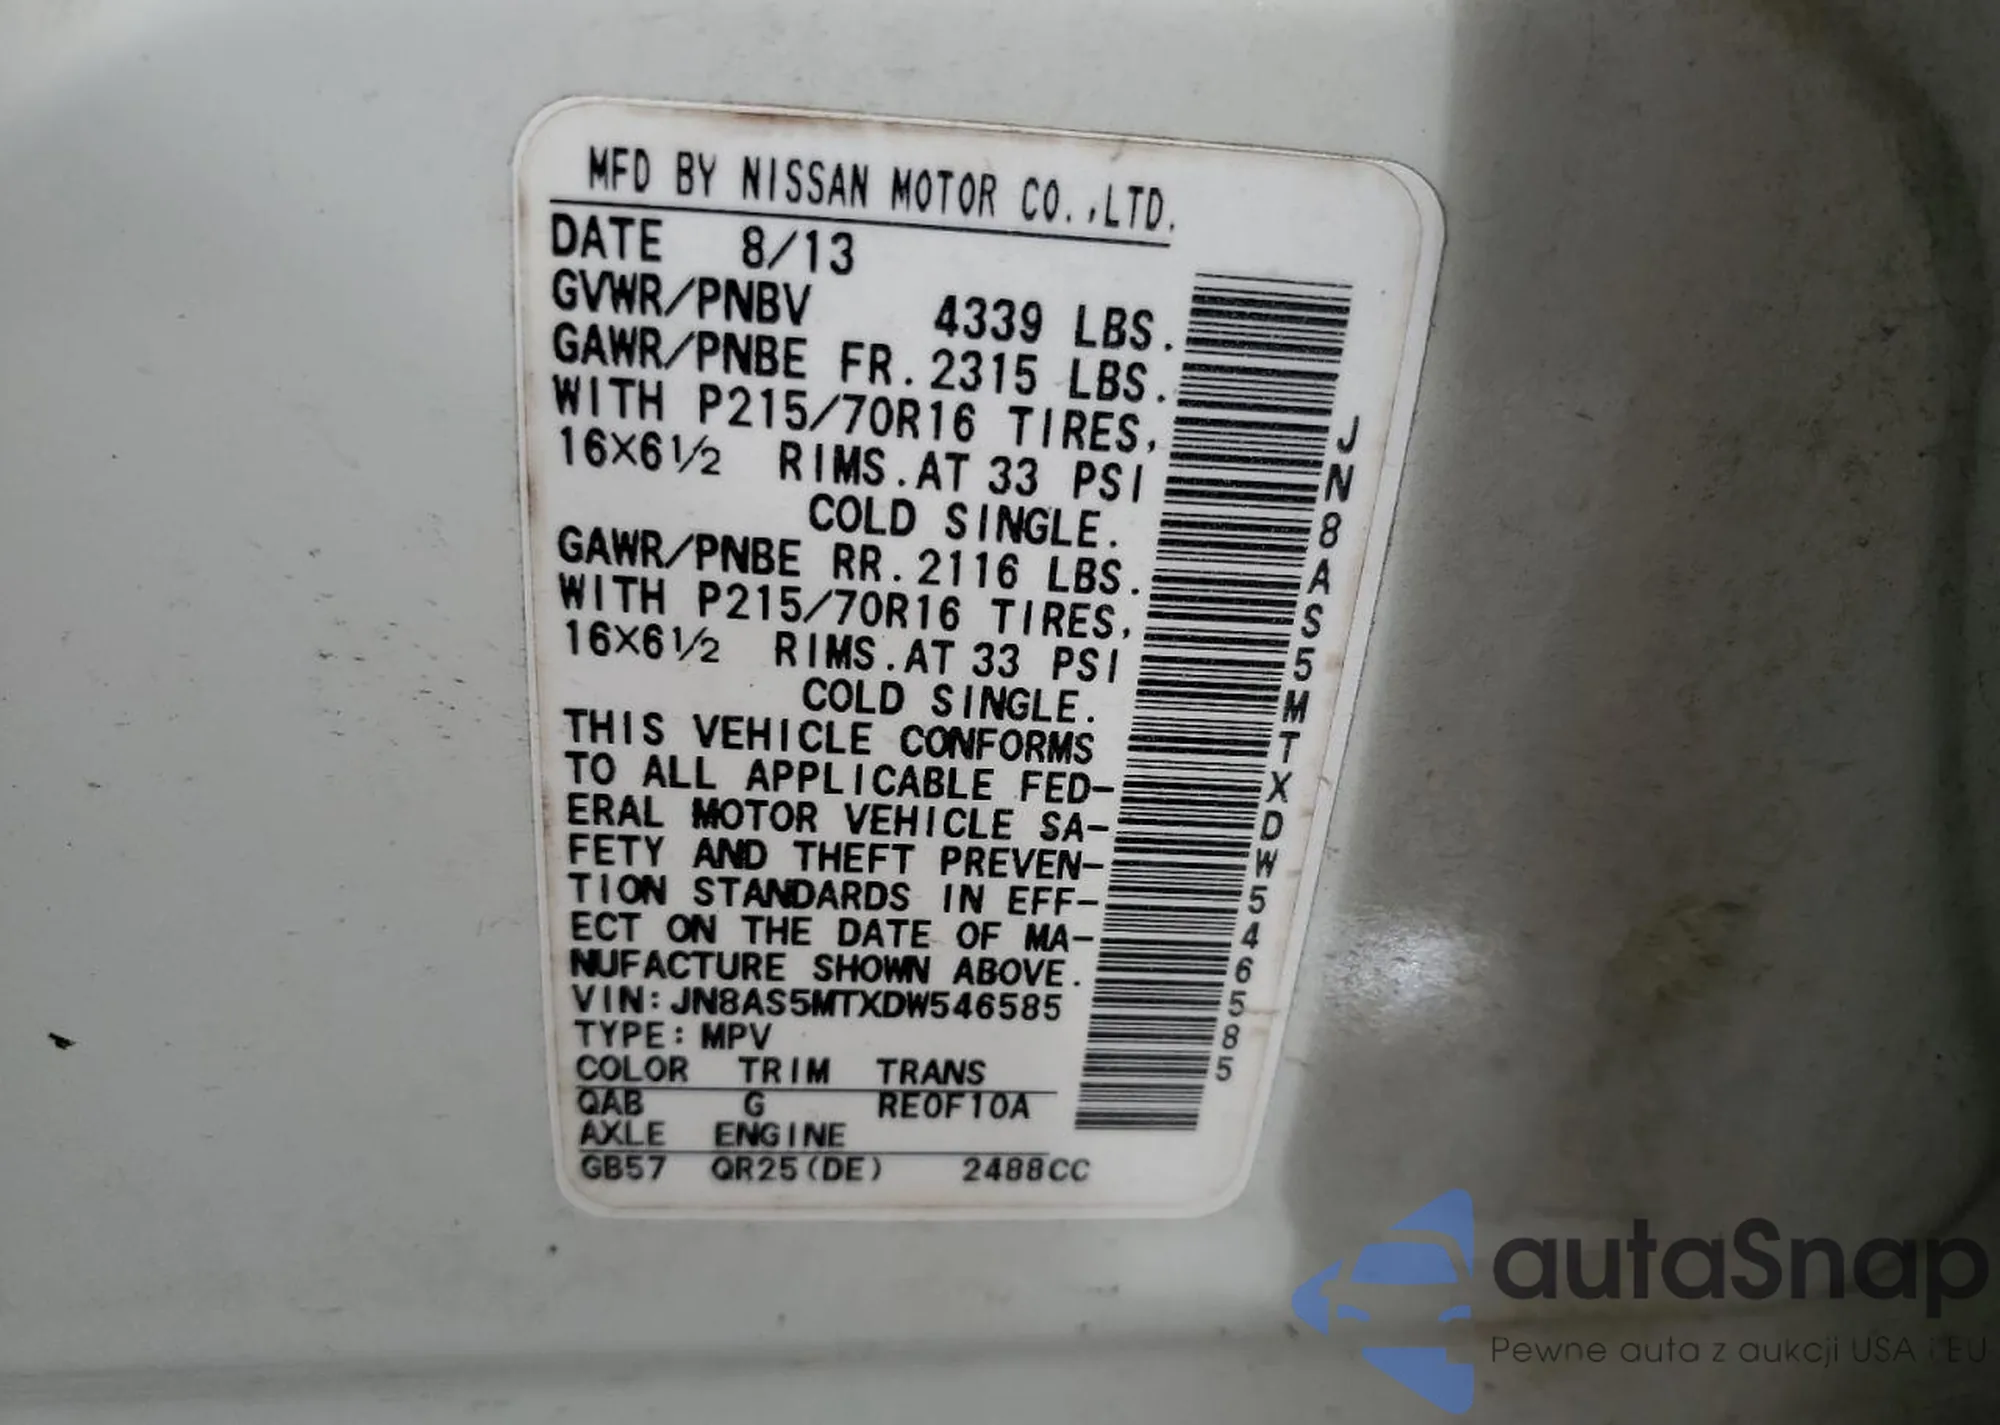 MFD BY NISSAN MOTOR CO.,LTD.
DATE 8/13
GVWR/PNBV 4339 LBS.
GAWR/PNBE FR. 2315 LBS.
WITH P215/70R16 TIRES,
16X6½ RIMS.AT 33 PSI
COLD SINGLE.
GAWR/PNBE RR. 2116 LBS.
WITH P215/70R16 TIRES,
16X6½ RIMS.AT 33 PSI
COLD SINGLE.
THIS VEHICLE CONFORMS
TO ALL APPLICABLE FED-
ERAL MOTOR VEHICLE SA-
FETY AND THEFT PREVEN-
TION STANDARDS IN EFF-
ECT ON THE DATE OF MA-
NUFACTURE SHOWN ABOVE.
VIN: JN8AS5MTXDW546585
TYPE: MPV
COLOR TRIM TRANS
QAB G RE0F10A
AXLE ENGINE
GB57 QR25(DE) 2488CC
JN8AS5MTXDW546585
autaSnap
Pewne auta z aukcji USA i EU